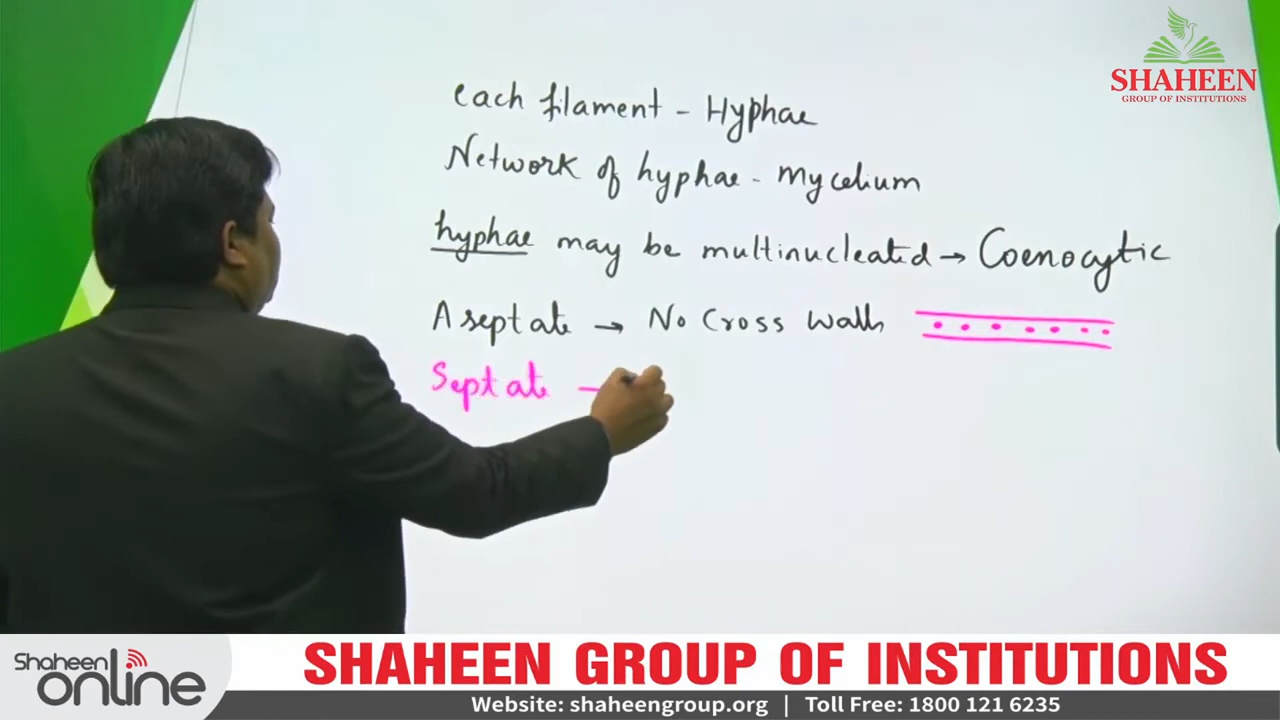 SHAHEEN
GROUP OF INSTITUTIONS
each filament - Hyphae
Network of hyphae - mycelium
hyphae may be multinucleated → Coenocytic
Aseptate → No Cross walls
Septate →
Shaheen
online
SHAHEEN GROUP OF INSTITUTIONS
Website: shaheengroup.org | Toll Free: 1800 121 6235